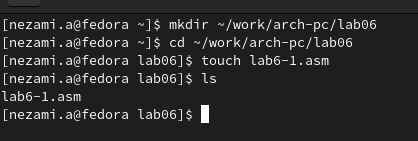 [nezami.a@fedora ~]$ mkdir ~/work/arch-pc/lab06
[nezami.a@fedora ~]$ cd ~/work/arch-pc/lab06
[nezami.a@fedora lab06]$ touch lab6-1.asm
[nezami.a@fedora lab06]$ ls
lab6-1.asm
[nezami.a@fedora lab06]$